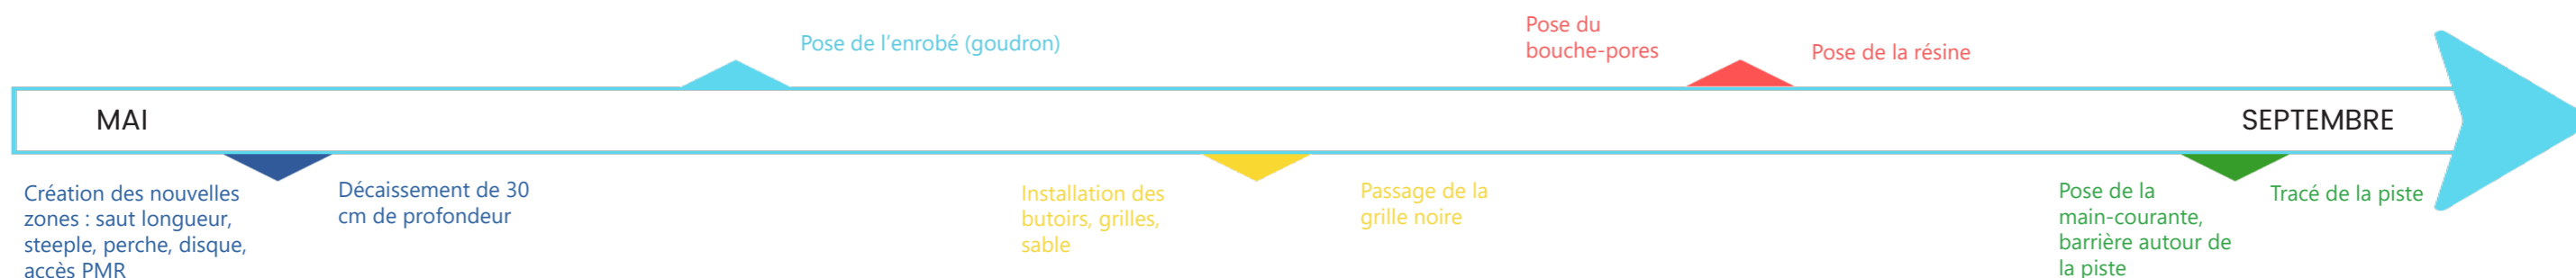 Pose du
bouche-pores
Pose de l'enrobé (goudron)
Pose de la résine
MAI
SEPTEMBRE
Création des nouvelles
zones : saut longueur,
steeple, perche, disque,
accès PMR
Décaissement de 30
cm de profondeur
Installation des
butoirs, grilles,
sable
Passage de la
grille noire
Pose de la
main-courante,
barrière autour de
la piste
Tracé de la piste